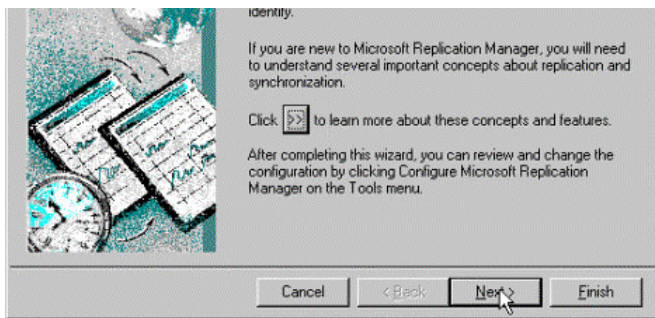 identify.
If you are new to Microsoft Replication Manager, you will need
to understand several important concepts about replication and
synchronization.
Click >> to learn more about these concepts and features.
After completing this wizard, you can review and change the
configuration by clicking Configure Microsoft Replication
Manager on the Tools menu.
Cancel < Back Next > Finish